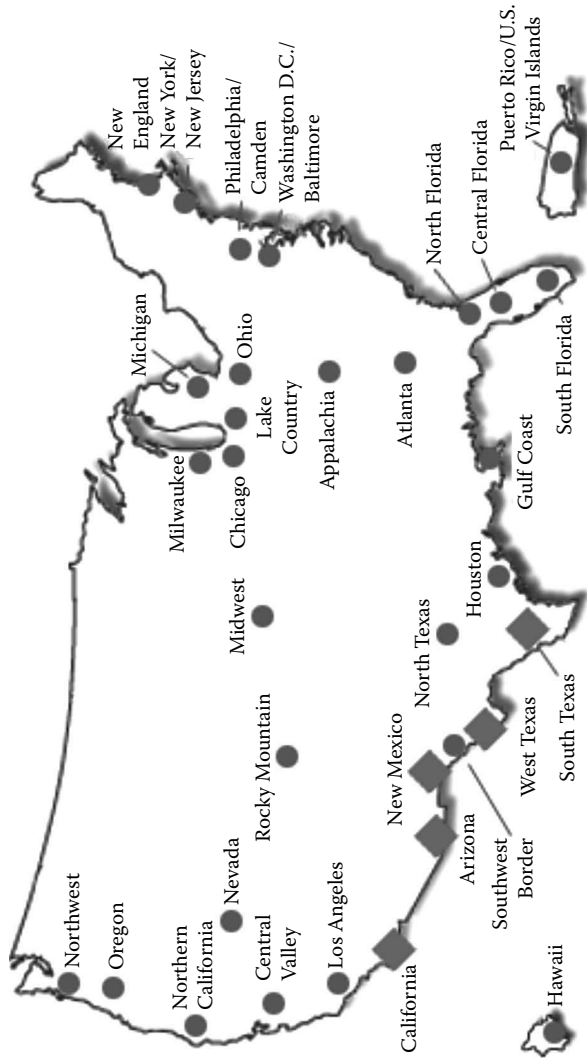 Northwest
Oregon
Northern
California
Nevada
Central
Valley
Los Angeles
California
Hawaii
Rocky Mountain
Midwest
New Mexico
Arizona
Southwest
Border
West Texas
South Texas
North Texas
Houston
Milwaukee
Chicago
Michigan
Ohio
Lake
Country
Appalachia
Atlanta
Gulf Coast
North Florida
Central Florida
South Florida
New
England
New York/
New Jersey
Philadelphia/
Camden
Washington D.C./
Baltimore
Puerto Rico/U.S.
Virgin Islands